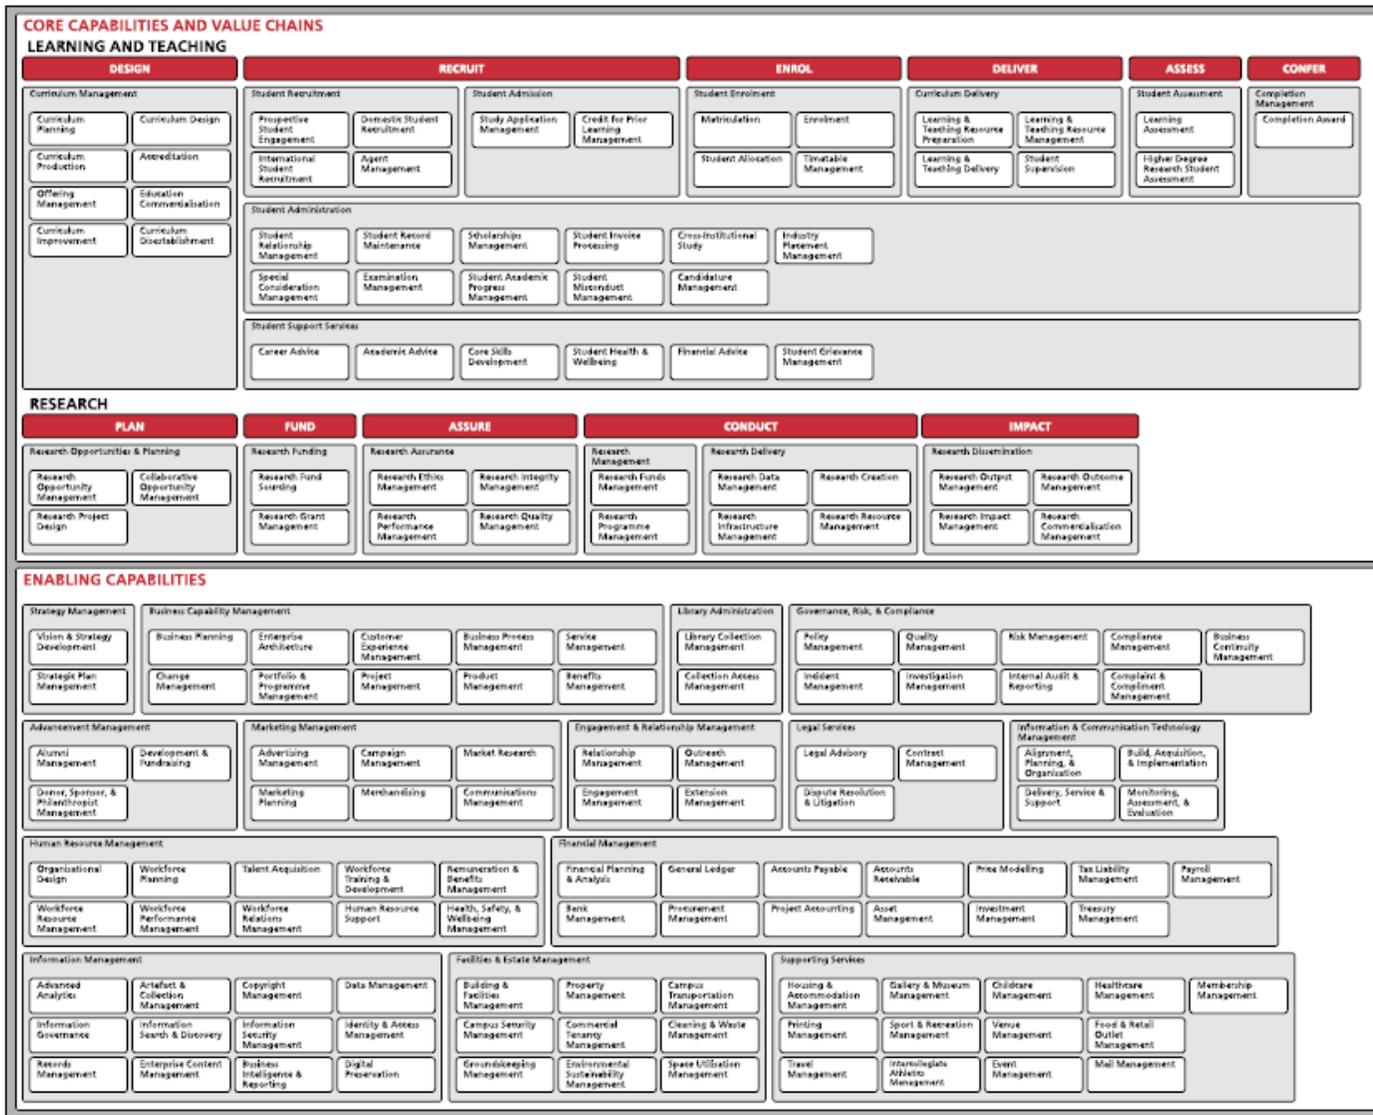 CORE CAPABILITIES AND VALUE CHAINS
LEARNING AND TEACHING
DESIGN
RECRUIT
ENROL
DELIVER
ASSESS
CONFER
Curriculum Management
Curriculum
Planning
Curriculum Design
Curriculum
Production
Accreditation
Offering
Management
Education
Commercialisation
Curriculum
Improvement
Curriculum
Disestablishment
Student Recruitment
Prospective
Student
Engagement
Domestic Student
Recruitment
International
Student
Recruitment
Agent
Management
Student Admission
Study Application
Management
Credit for Prior
Learning
Management
Student Enrolment
Matriculation
Enrolment
Student Allocation
Timetable
Management
Curriculum Delivery
Learning &
Teaching Resource
Preparation
Learning &
Teaching Resource
Management
Learning &
Teaching Delivery
Student
Supervision
Student Assessment
Learning
Assessment
Higher Degree
Research Student
Assessment
Completion
Management
Completion Award
Student Administration
Student
Relationship
Management
Student Record
Maintenance
Scholarships
Management
Student Invoice
Processing
Cross-Institutional
Study
Industry
Placement
Management
Special
Consideration
Management
Examination
Management
Student Academic
Progress
Management
Student
Misconduct
Management
Candidature
Management
Student Support Services
Career Advice
Academic Advice
Core Skills
Development
Student Health &
Wellbeing
Financial Advice
Student Grievance
Management
RESEARCH
PLAN
FUND
ASSURE
CONDUCT
IMPACT
Research Opportunities & Planning
Research
Opportunity
Management
Collaborative
Opportunity
Management
Research Project
Design
Research Funding
Research Fund
Sourcing
Research Grant
Management
Research Assurance
Research Ethics
Management
Research Integrity
Management
Research
Performance
Management
Research Quality
Management
Research
Management
Research Funds
Management
Research
Programme
Management
Research Delivery
Research Data
Management
Research Creation
Research
Infrastructure
Management
Research Resource
Management
Research Dissemination
Research Output
Management
Research Outcome
Management
Research Impact
Management
Research
Commercialisation
Management
ENABLING CAPABILITIES
Strategy Management
Vision & Strategy
Development
Strategic Plan
Management
Business Capability Management
Business Planning
Enterprise
Architecture
Customer
Experience
Management
Business Process
Management
Service
Management
Change
Management
Portfolio &
Programme
Management
Project
Management
Product
Management
Benefits
Management
Library Administration
Library Collection
Management
Collection Access
Management
Governance, Risk, & Compliance
Policy
Management
Quality
Management
Risk Management
Compliance
Management
Business
Continuity
Management
Incident
Management
Investigation
Management
Internal Audit &
Reporting
Complaint &
Compliment
Management
Advancement Management
Alumni
Management
Development &
Fundraising
Donor, Sponsor, &
Philanthropist
Management
Marketing Management
Advertising
Management
Campaign
Management
Market Research
Marketing
Planning
Merchandising
Communications
Management
Engagement & Relationship Management
Relationship
Management
Outreach
Management
Engagement
Management
Extension
Management
Legal Services
Legal Advisory
Contract
Management
Dispute Resolution
& Litigation
Information & Communication Technology
Management
Alignment,
Planning, &
Organisation
Build, Acquisition,
& Implementation
Delivery, Service &
Support
Monitoring,
Assessment, &
Evaluation
Human Resource Management
Organisational
Design
Workforce
Planning
Talent Acquisition
Workforce
Training &
Development
Remuneration &
Benefits
Management
Workforce
Resource
Management
Workforce
Performance
Management
Workforce
Relations
Management
Human Resource
Support
Health, Safety, &
Wellbeing
Management
Financial Management
Financial Planning
& Analysis
General Ledger
Accounts Payable
Accounts
Receivable
Price Modelling
Tax Liability
Management
Payroll
Management
Bank
Management
Procurement
Management
Project Accounting
Asset
Management
Investment
Management
Treasury
Management
Information Management
Advanced
Analytics
Artefact &
Collection
Management
Copyright
Management
Data Management
Information
Governance
Information
Search & Discovery
Information
Security
Management
Identity & Access
Management
Records
Management
Enterprise Content
Management
Business
Intelligence &
Reporting
Digital
Preservation
Facilities & Estate Management
Building &
Facilities
Management
Property
Management
Campus
Transportation
Management
Campus Security
Management
Commercial
Tenancy
Management
Cleaning & Waste
Management
Groundskeeping
Management
Environmental
Sustainability
Management
Space Utilisation
Management
Supporting Services
Housing &
Accommodation
Management
Gallery & Museum
Management
Childcare
Management
Healthcare
Management
Membership
Management
Printing
Management
Sport & Recreation
Management
Venue
Management
Food & Retail
Outlet
Management
Travel
Management
Intercollegiate
Athletics
Management
Event
Management
Mail Management